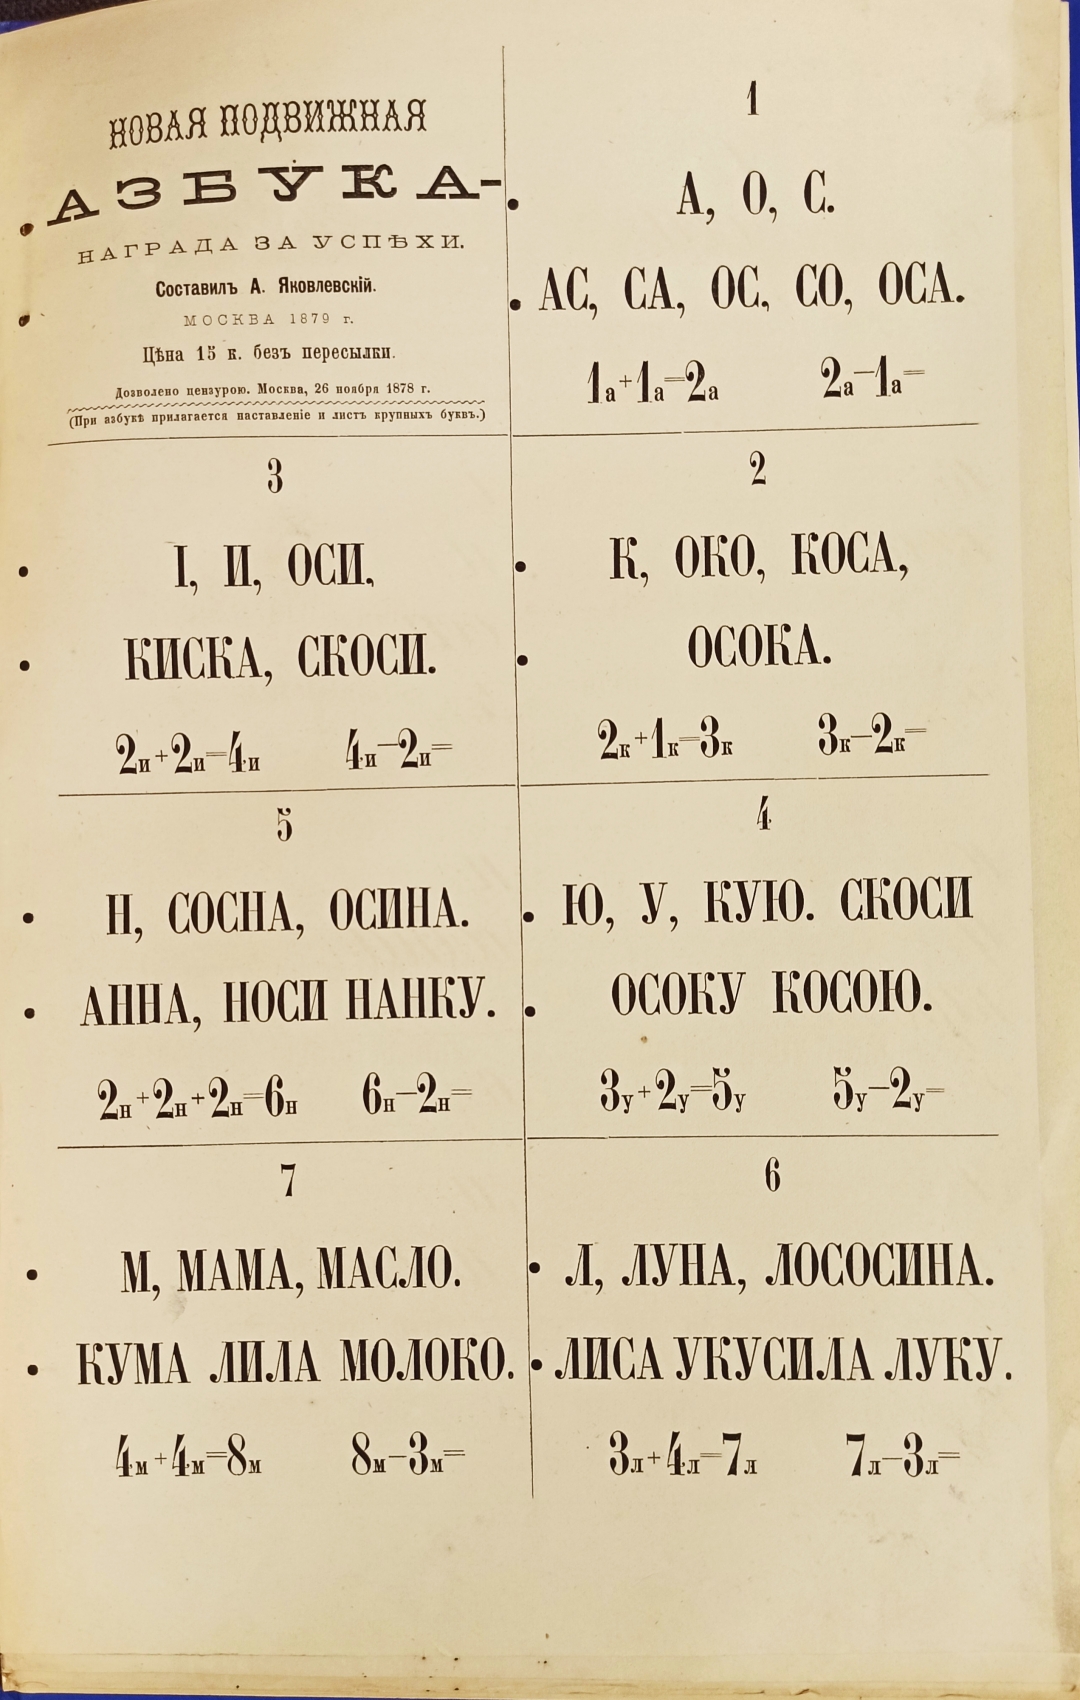 НОВАЯ ПОДВИЖНАЯ
АЗБУКА-
НАГРАДА ЗА УСПѢХИ.
Составилъ А. Яковлевскій.
МОСКВА 1879 г.
Цѣна 15 к. безъ пересылки.
Дозволено цензурою. Москва, 26 ноября 1878 г.
(При азбукѣ прилагается наставленіе и листъ крупныхъ буквъ.)
1
А, О, С.
АС, СА, ОС, СО, ОСА.
1а+1а=2а 2а—1а=
2
К, ОКО, КОСА,
ОСОКА.
2к+1к=3к 3к—2к=
3
І, И, ОСИ,
КИСКА, СКОСИ.
2и+2и=4и 4и—2и=
4
Ю, У, КУЮ. СКОСИ
ОСОКУ КОСОЮ.
3у+2у=5у 5у—2у=
5
Н, СОСНА, ОСИНА.
АННА, НОСИ НАНКУ.
2н+2н+2н=6н 6н—2н=
6
Л, ЛУНА, ЛОСОСИНА.
ЛИСА УКУСИЛА ЛУКУ.
3л+4л=7л 7л—3л=
7
М, МАМА, МАСЛО.
КУМА ЛИЛА МОЛОКО.
4м+4м=8м 8м—3м=